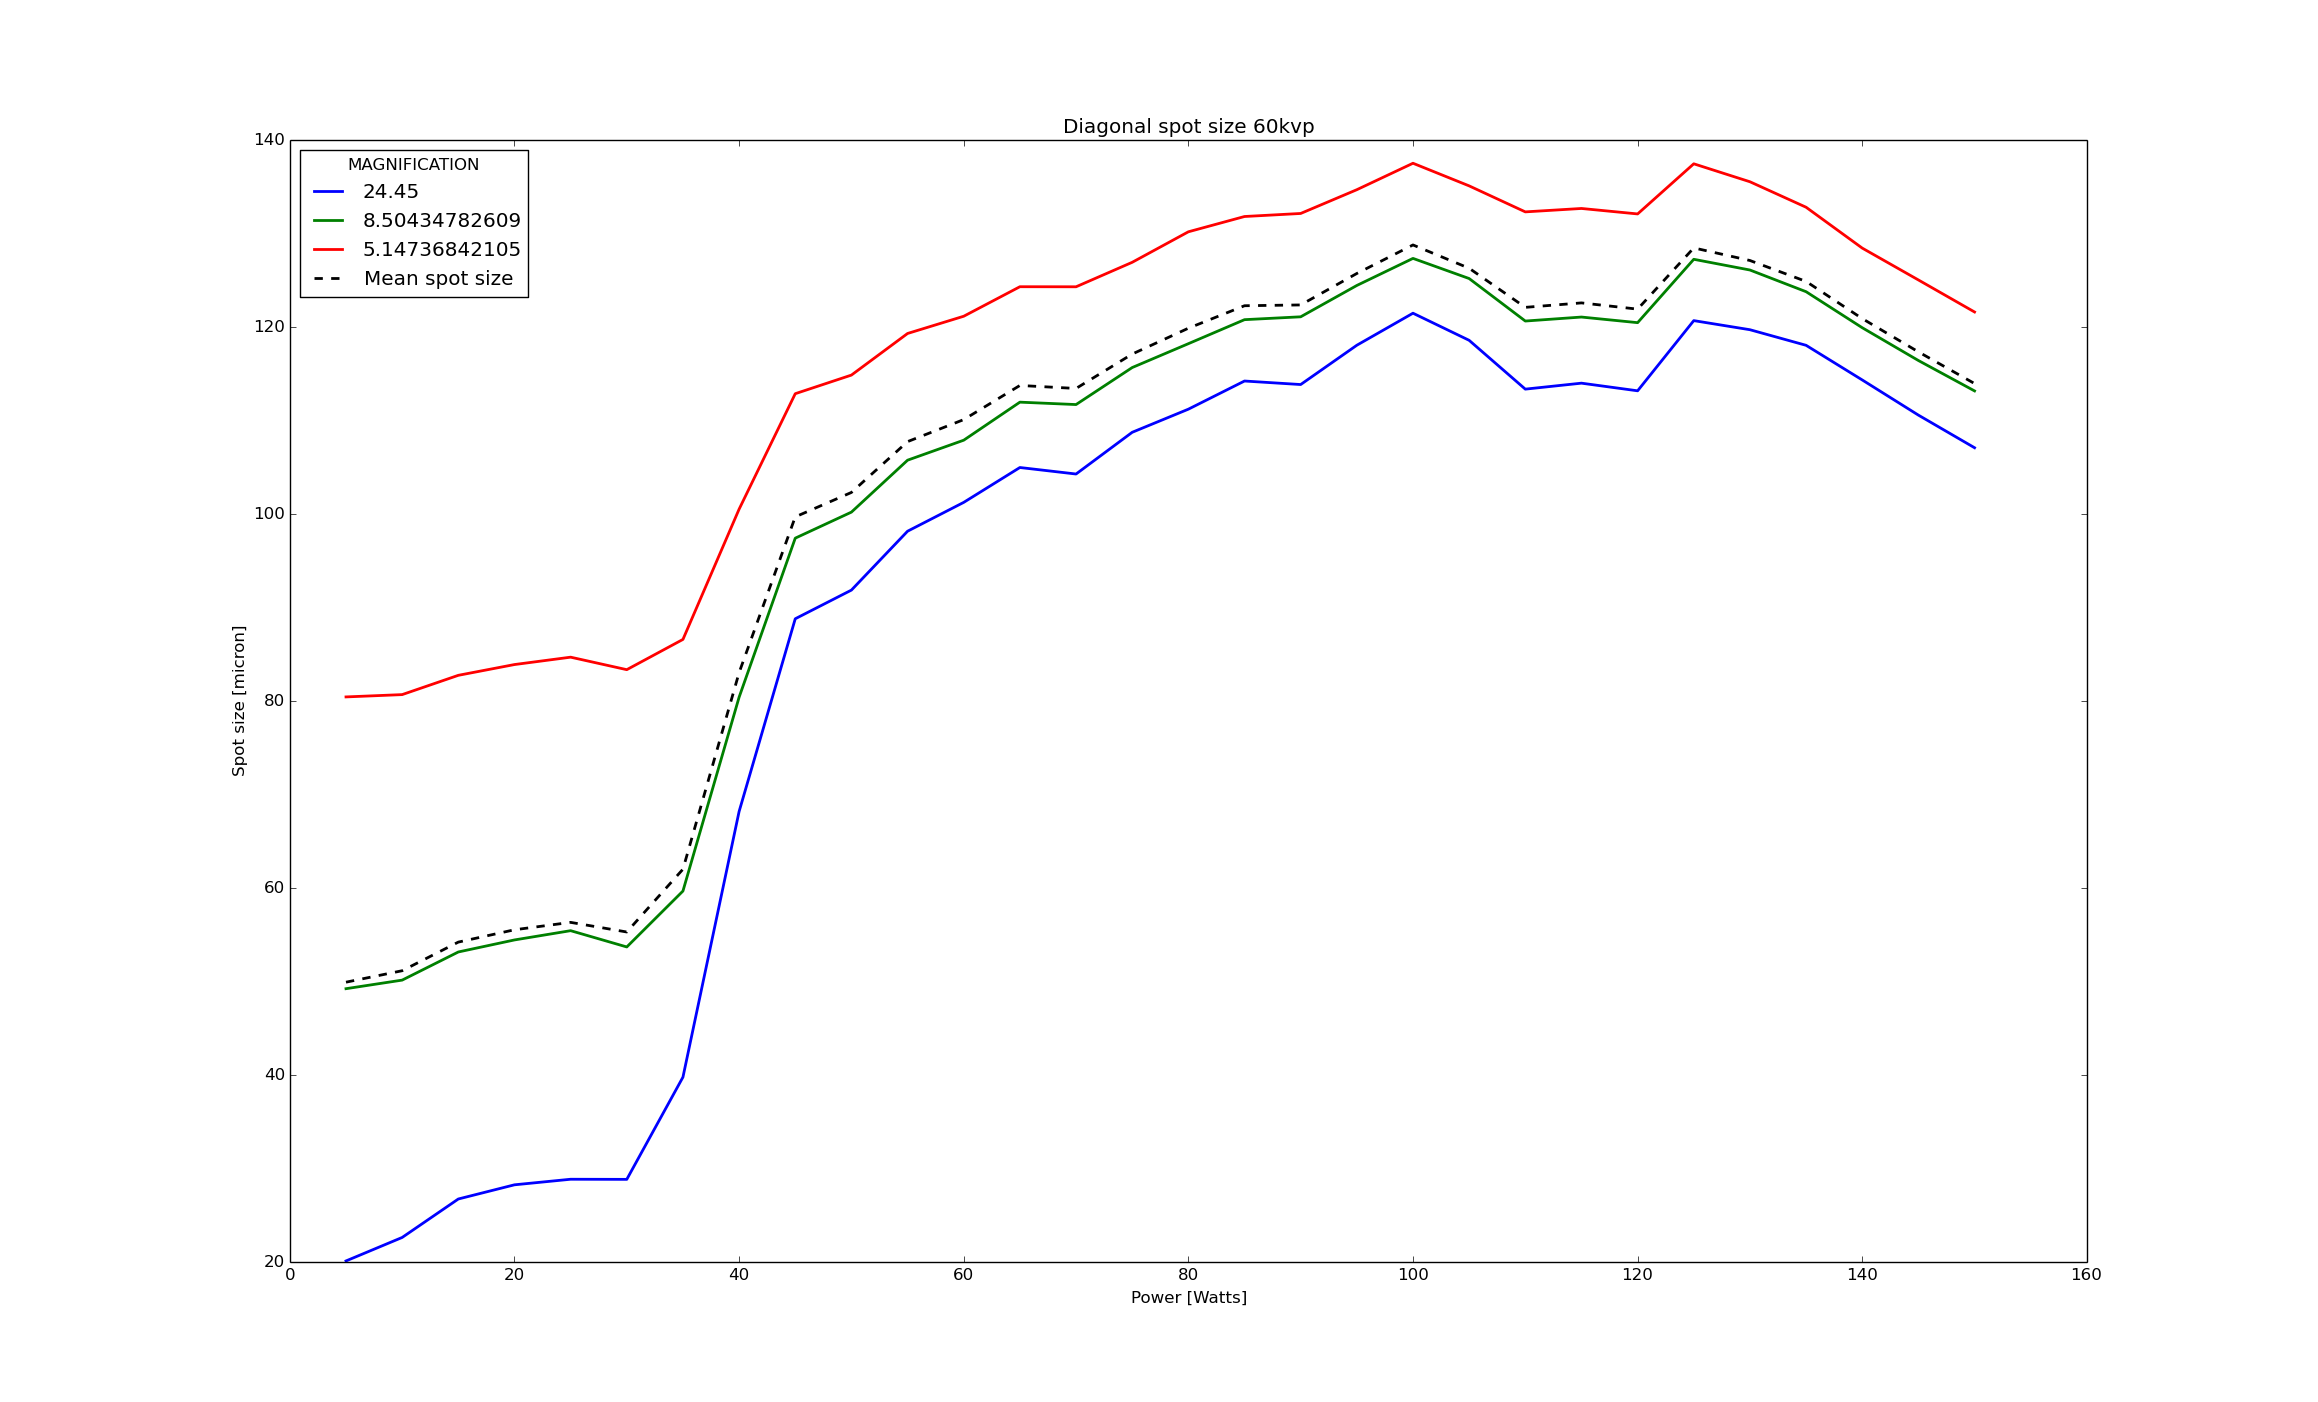 Diagonal spot size 60kvp
MAGNIFICATION
24.45
8.50434782609
5.14736842105
Mean spot size
140
120
100
80
60
40
20
Spot size [micron]
0 20 40 60 80 100 120 140 160
Power [Watts]